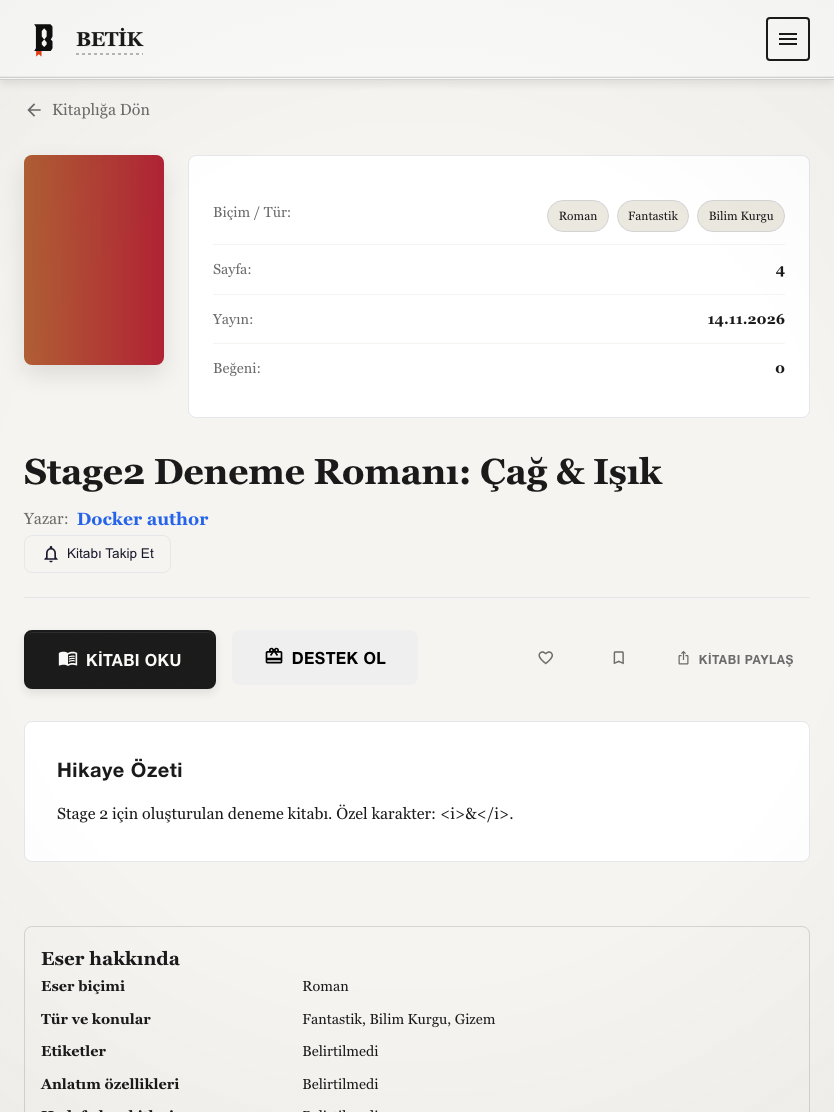 BETİK
Kitaplığa Dön
Biçim / Tür:
Roman
Fantastik
Bilim Kurgu
Sayfa:
4
Yayın:
14.11.2026
Beğeni:
0
Stage2 Deneme Romanı: Çağ & Işık
Yazar: Docker author
Kitabı Takip Et
KİTABI OKU
DESTEK OL
KİTABI PAYLAŞ
Hikaye Özeti
Stage 2 için oluşturulan deneme kitabı. Özel karakter: <i>&</i>.
Eser hakkında
Eser biçimi
Roman
Tür ve konular
Fantastik, Bilim Kurgu, Gizem
Etiketler
Belirtilmedi
Anlatım özellikleri
Belirtilmedi